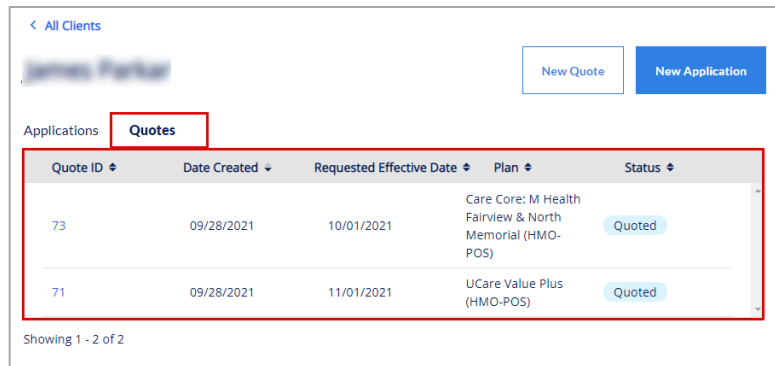 All Clients
New Quote
New Application
Applications
Quotes
Quote ID
Date Created
Requested Effective Date
Plan
Status
73
09/28/2021
10/01/2021
Care Core: M Health
Fairview & North
Memorial (HMO-
POS)
Quoted
71
09/28/2021
11/01/2021
UCare Value Plus
(HMO-POS)
Quoted
Showing 1 - 2 of 2